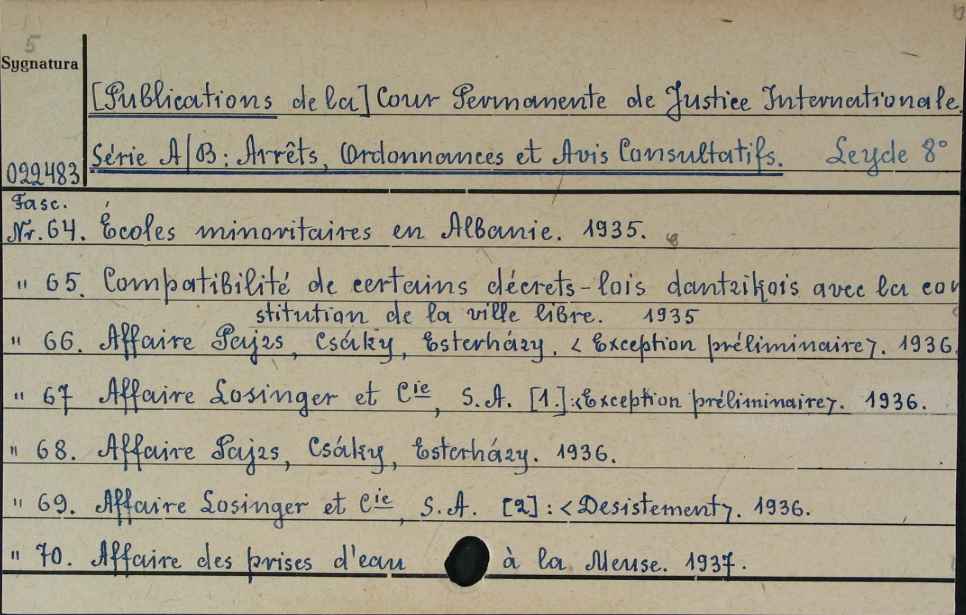 5
Sygnatura
[Publications de la] Cour Permanente de Justice Internationale.
Série A/B: Arrêts, Ordonnances et Avis Consultatifs. Leyde 8°
022483
Fasc.
Nr. 64. Écoles minoritaires en Albanie. 1935.
" 65. Compatibilité de certains décrets-lois dantzikois avec la con
stitution de la ville libre. 1935
" 66. Affaire Pajzs, Csáky, Esterházy. <Exception préliminaire>. 1936.
" 67 Affaire Losinger et Cie, S.A. [1.]:<Exception préliminaire>. 1936.
" 68. Affaire Pajzs, Csáky, Esterházy. 1936.
" 69. Affaire Losinger et Cie, S.A. [2]: <Desistement>. 1936.
" 70. Affaire des prises d'eau à la Meuse. 1937.